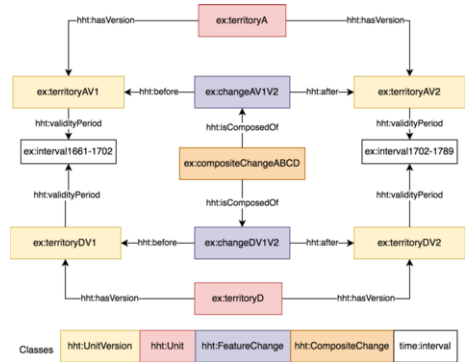 ex:territoryA
hht:hasVersion hht:hasVersion
ex:territoryAV1 hht:before ex:changeAV1V2 hht:after ex:territoryAV2
hht:validityPeriod hht:isComposedOf hht:validityPeriod
ex:interval1661-1702 ex:compositeChangeABCD ex:interval1702-1789
hht:validityPeriod hht:isComposedOf hht:validityPeriod
ex:territoryDV1 hht:before ex:changeDV1V2 hht:after ex:territoryDV2
hht:hasVersion ex:territoryD hht:hasVersion
Classes hht:UnitVersion hht:Unit hht:FeatureChange hht:CompositeChange time:interval